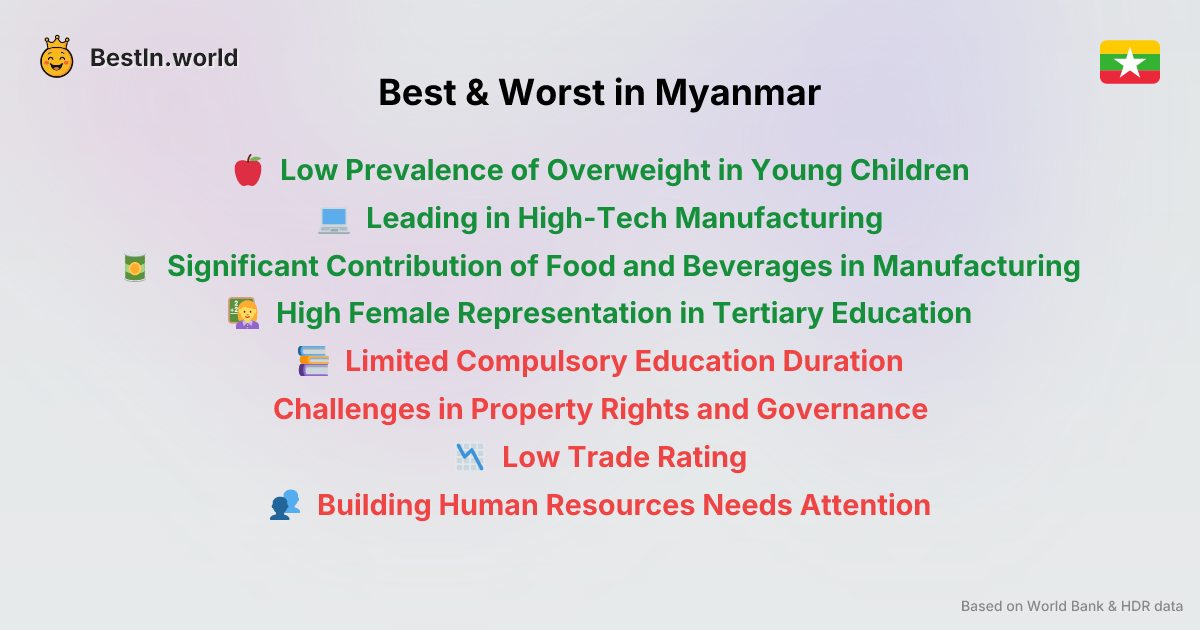 BestIn.world
Best & Worst in Myanmar
Low Prevalence of Overweight in Young Children
Leading in High-Tech Manufacturing
Significant Contribution of Food and Beverages in Manufacturing
High Female Representation in Tertiary Education
Limited Compulsory Education Duration
Challenges in Property Rights and Governance
Low Trade Rating
Building Human Resources Needs Attention
Based on World Bank & HDR data